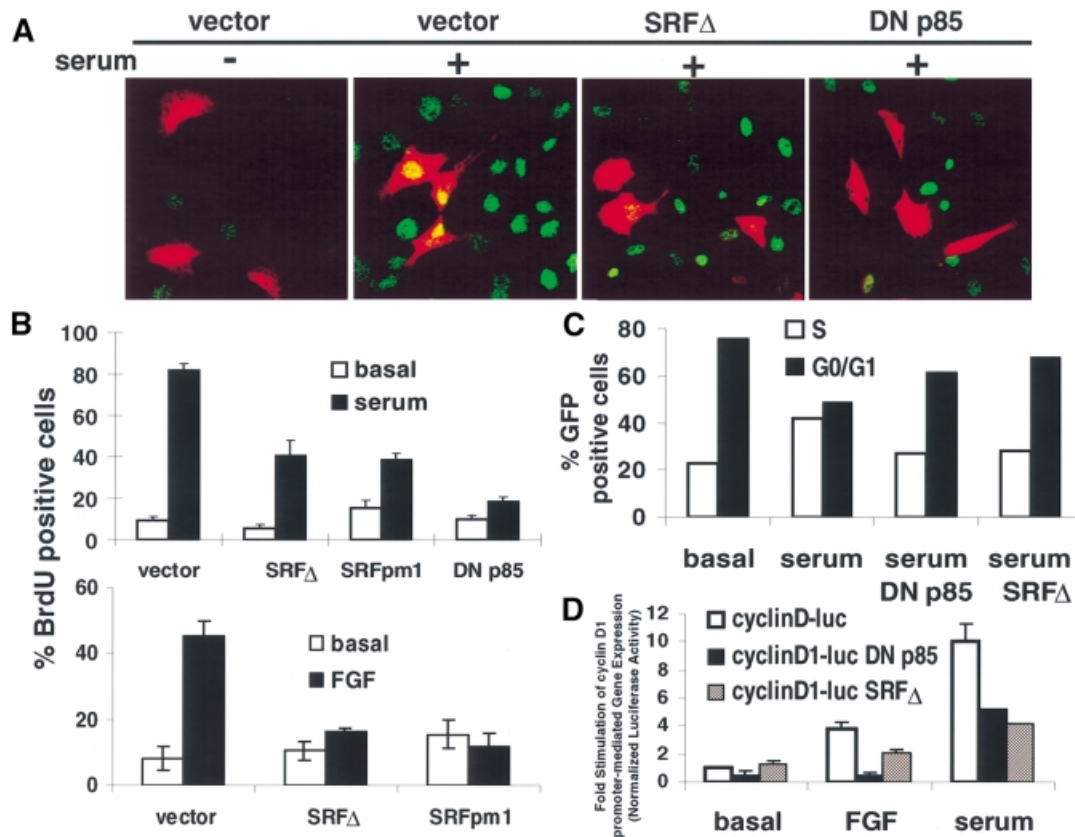 A
vector vector SRFΔ DN p85
serum - + + +
B
% BrdU positive cells
100
80
60
40
20
0
basal
serum
vector SRFΔ SRFpm1 DN p85
60
40
20
0
basal
FGF
vector SRFΔ SRFpm1
C
% GFP
positive cells
80
60
40
20
0
S
G0/G1
basal serum serum serum
DN p85 SRFΔ
D
Fold Stimulation of cyclin D1
promoter-mediated Gene Expression
(Normalized Luciferase Activity)
12
10
8
6
4
2
0
cyclinD-luc
cyclinD1-luc DN p85
cyclinD1-luc SRFΔ
basal FGF serum